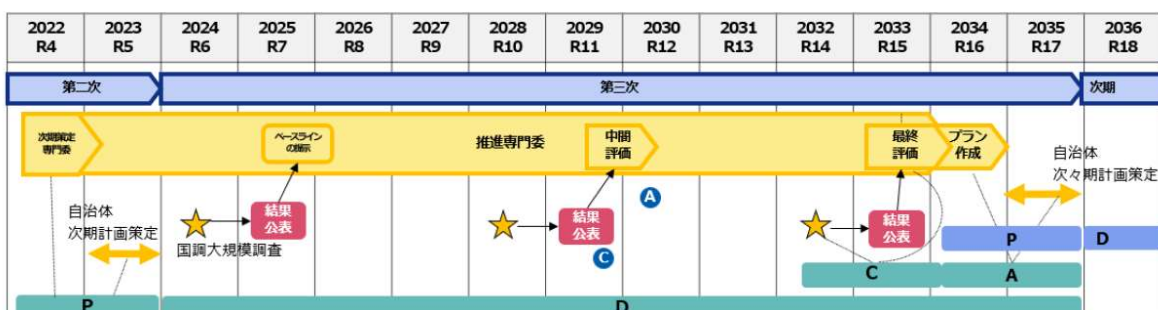 2022 2023 2024 2025 2026 2027 2028 2029 2030 2031 2032 2033 2034 2035 2036
R4 R5 R6 R7 R8 R9 R10 R11 R12 R13 R14 R15 R16 R17 R18
第二次 第三次 次期
次期策定
専門委
ベースライン
の提示
推進専門委
中間
評価
最終
評価
プラン
作成
自治体
次々期計画策定
自治体
次期計画策定
結果
公表
国調大規模調査
結果
公表
結果
公表
A
C
P D
C A
P D